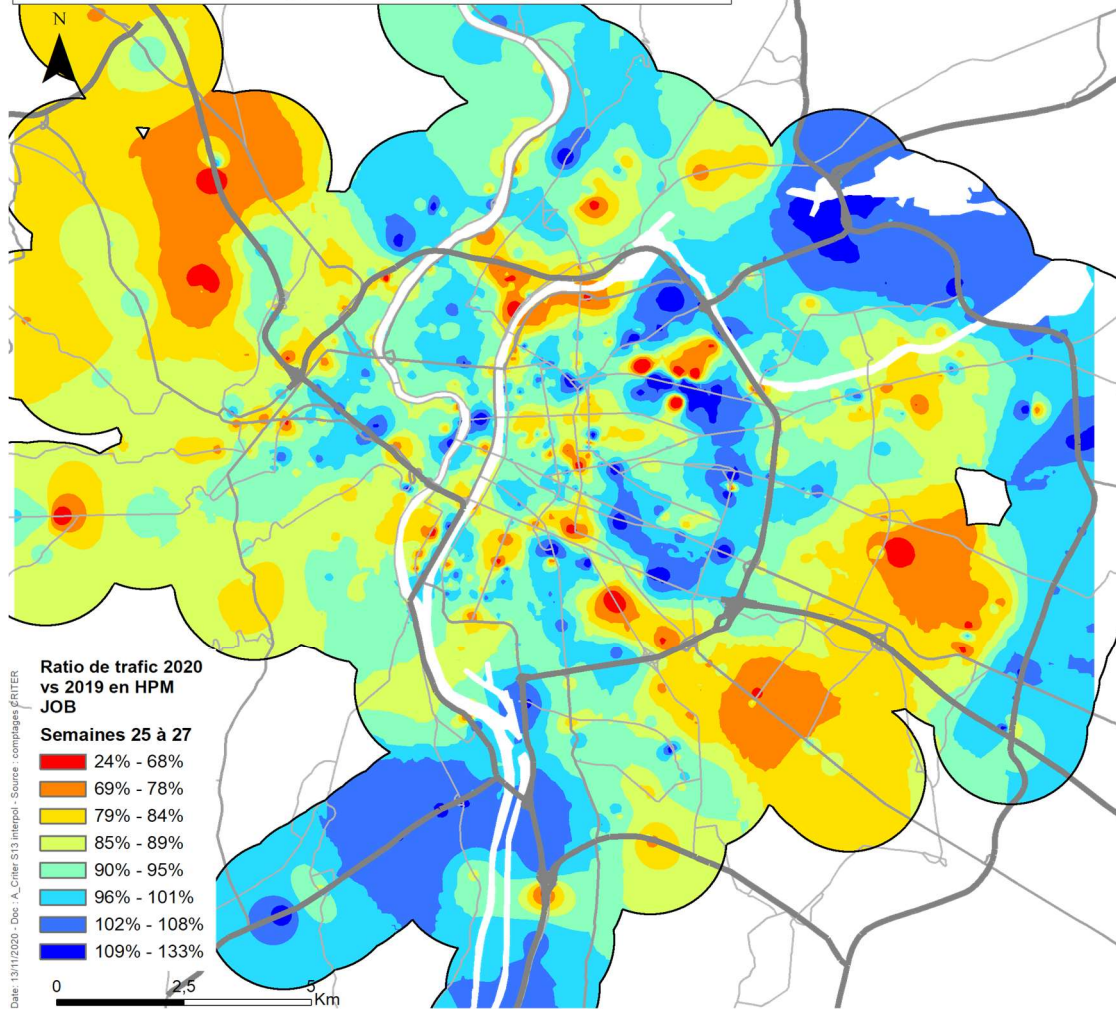 N
Ratio de trafic 2020
vs 2019 en HPM
JOB
Semaines 25 à 27
24% - 68%
69% - 78%
79% - 84%
85% - 89%
90% - 95%
96% - 101%
102% - 108%
109% - 133%
0 2,5 5
Km
Date: 13/11/2020 - Doc : A_Criter S13 interpol - Source : comptages CRITER